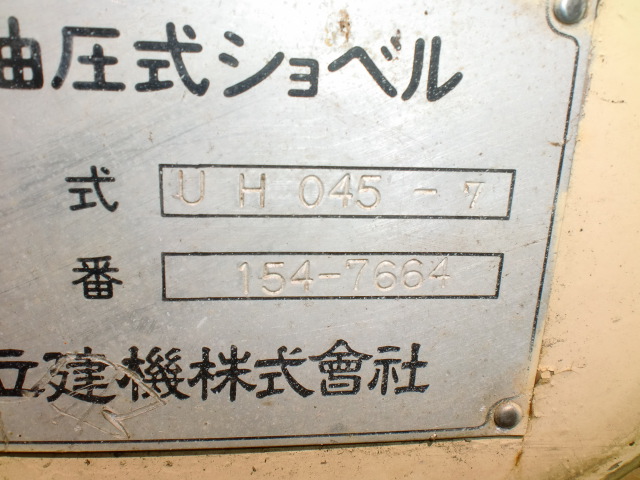 油圧式ショベル
式 UH045-7
番 154-7664
立建機株式會社